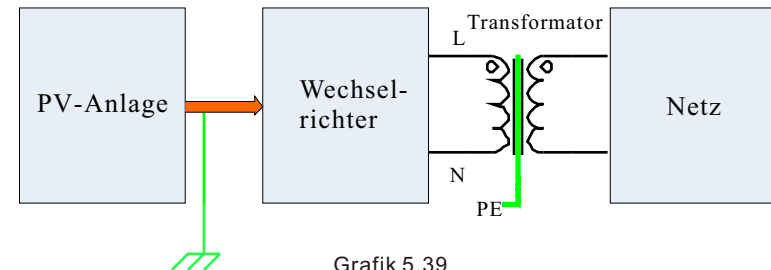 Transformator
L
PV-Anlage
Wechsel-
richter
Netz
N
PE
Grafik 5.39